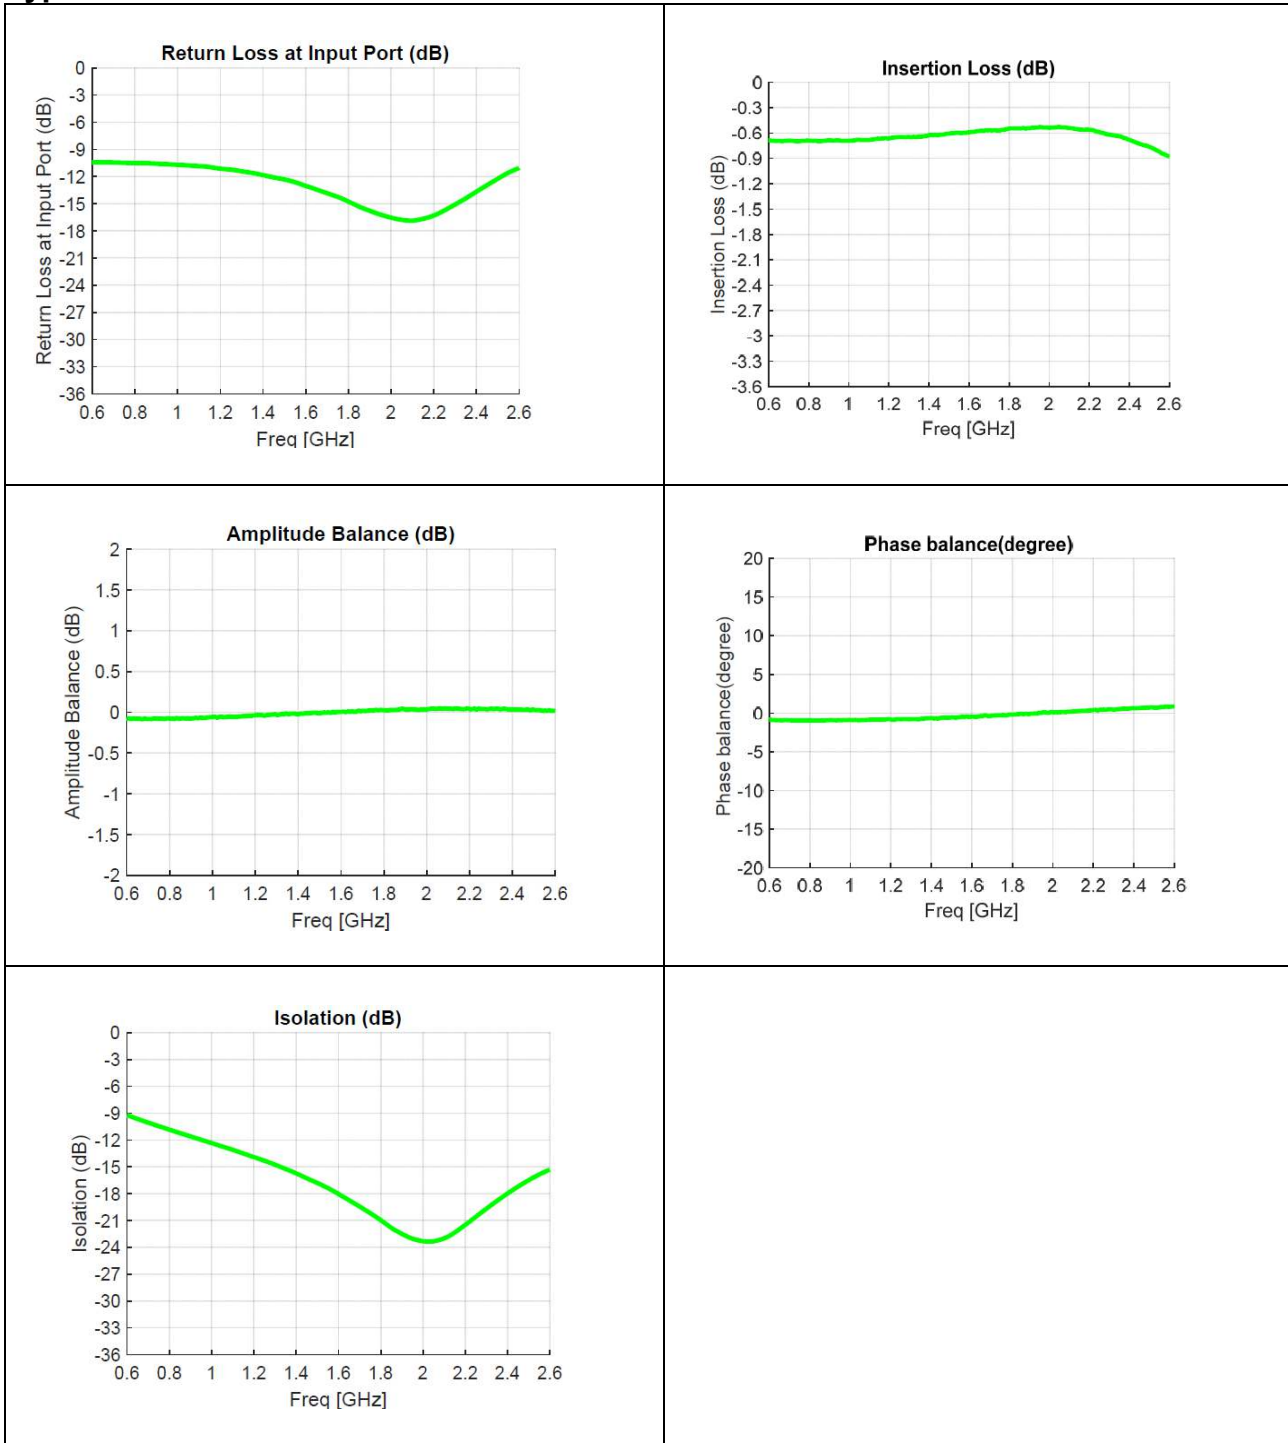 Return Loss at Input Port (dB)
Return Loss at Input Port (dB)
0
-3
-6
-9
-12
-15
-18
-21
-24
-27
-30
-33
-36
0.6 0.8 1 1.2 1.4 1.6 1.8 2 2.2 2.4 2.6
Freq [GHz]
Insertion Loss (dB)
Insertion Loss (dB)
0
-0.3
-0.6
-0.9
-1.2
-1.5
-1.8
-2.1
-2.4
-2.7
-3
-3.3
-3.6
0.6 0.8 1 1.2 1.4 1.6 1.8 2 2.2 2.4 2.6
Freq [GHz]
Amplitude Balance (dB)
Amplitude Balance (dB)
2
1.5
1
0.5
0
-0.5
-1
-1.5
-2
0.6 0.8 1 1.2 1.4 1.6 1.8 2 2.2 2.4 2.6
Freq [GHz]
Phase balance(degree)
Phase balance(degree)
20
15
10
5
0
-5
-10
-15
-20
0.6 0.8 1 1.2 1.4 1.6 1.8 2 2.2 2.4 2.6
Freq [GHz]
Isolation (dB)
Isolation (dB)
0
-3
-6
-9
-12
-15
-18
-21
-24
-27
-30
-33
-36
0.6 0.8 1 1.2 1.4 1.6 1.8 2 2.2 2.4 2.6
Freq [GHz]